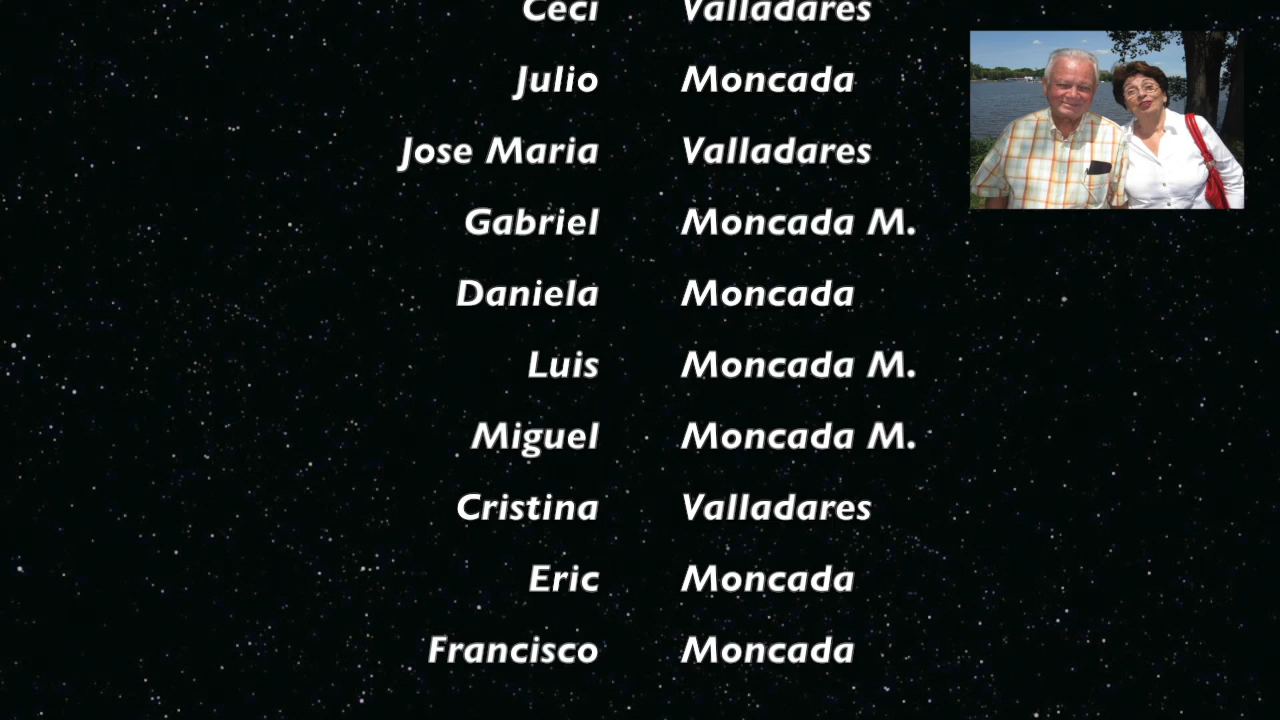 Ceci Valladares
Julio Moncada
Jose Maria Valladares
Gabriel Moncada M.
Daniela Moncada
Luis Moncada M.
Miguel Moncada M.
Cristina Valladares
Eric Moncada
Francisco Moncada